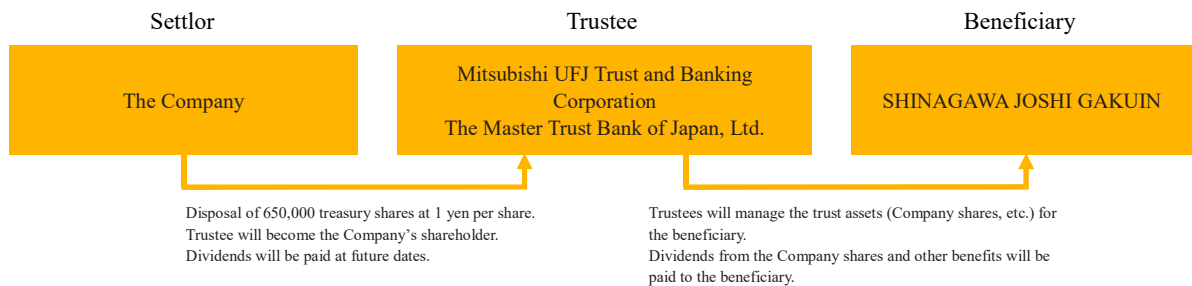 Settlor
Trustee
Beneficiary
The Company
Mitsubishi UFJ Trust and Banking
Corporation
The Master Trust Bank of Japan, Ltd.
SHINAGAWA JOSHI GAKUIN
Disposal of 650,000 treasury shares at 1 yen per share.
Trustee will become the Company’s shareholder.
Dividends will be paid at future dates.
Trustees will manage the trust assets (Company shares, etc.) for
the beneficiary.
Dividends from the Company shares and other benefits will be
paid to the beneficiary.